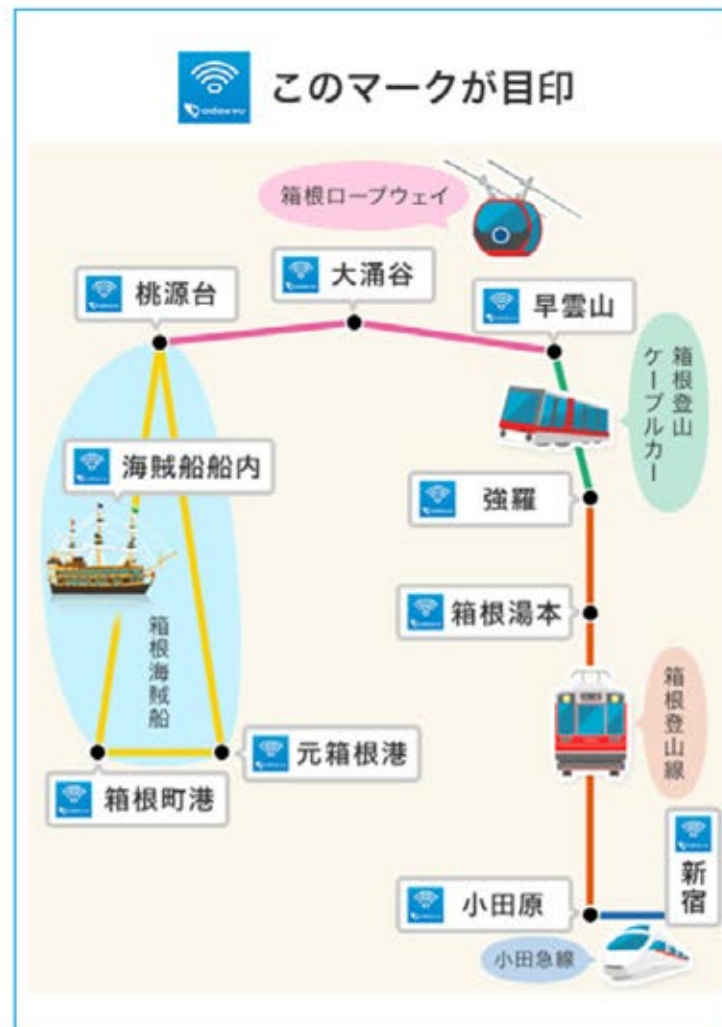 このマークが目印
箱根ロープウェイ
大涌谷
桃源台
早雲山
箱根登山
ケーブルカー
海賊船船内
強羅
箱根湯本
箱根海賊船
箱根登山線
元箱根港
箱根町港
新宿
小田原
小田急線